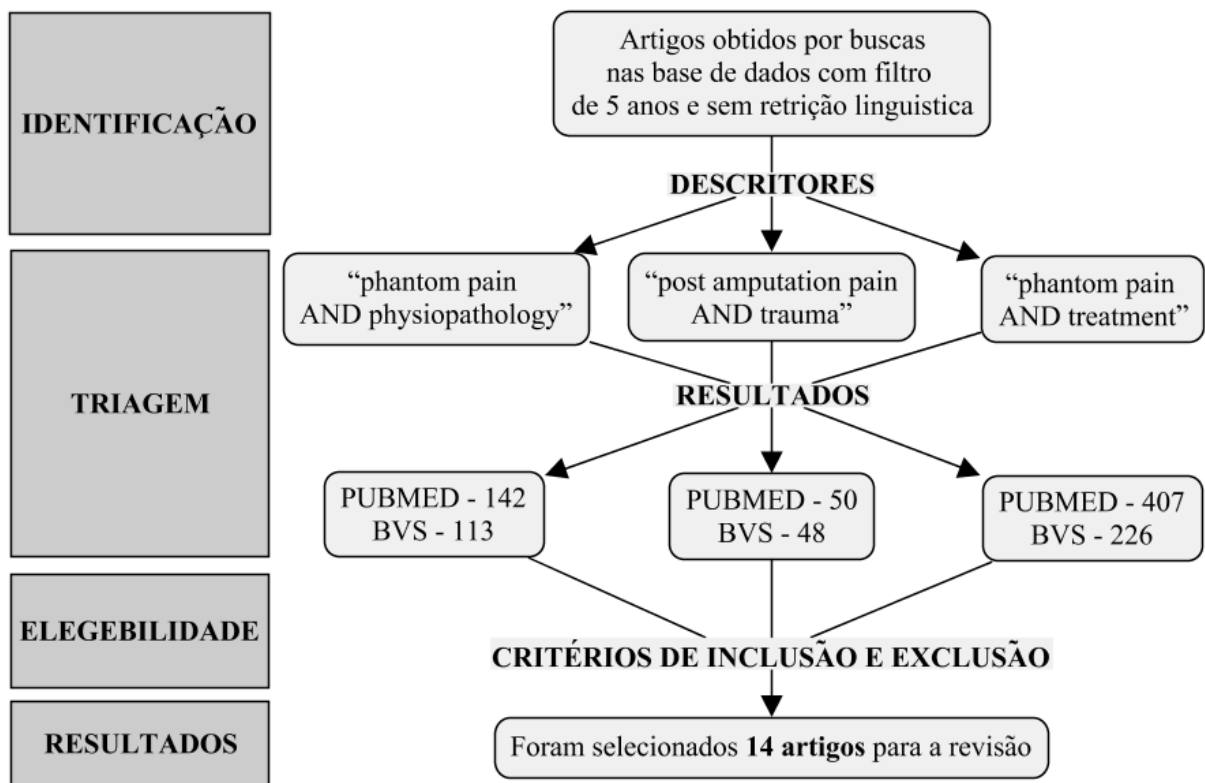 IDENTIFICAÇÃO
Artigos obtidos por buscas
nas base de dados com filtro
de 5 anos e sem retrição linguistica
DESCRITORES
TRIAGEM
“phantom pain
AND physiopathology”
“post amputation pain
AND trauma”
“phantom pain
AND treatment”
RESULTADOS
PUBMED - 142
BVS - 113
PUBMED - 50
BVS - 48
PUBMED - 407
BVS - 226
ELEGEBILIDADE
CRITÉRIOS DE INCLUSÃO E EXCLUSÃO
RESULTADOS
Foram selecionados 14 artigos para a revisão